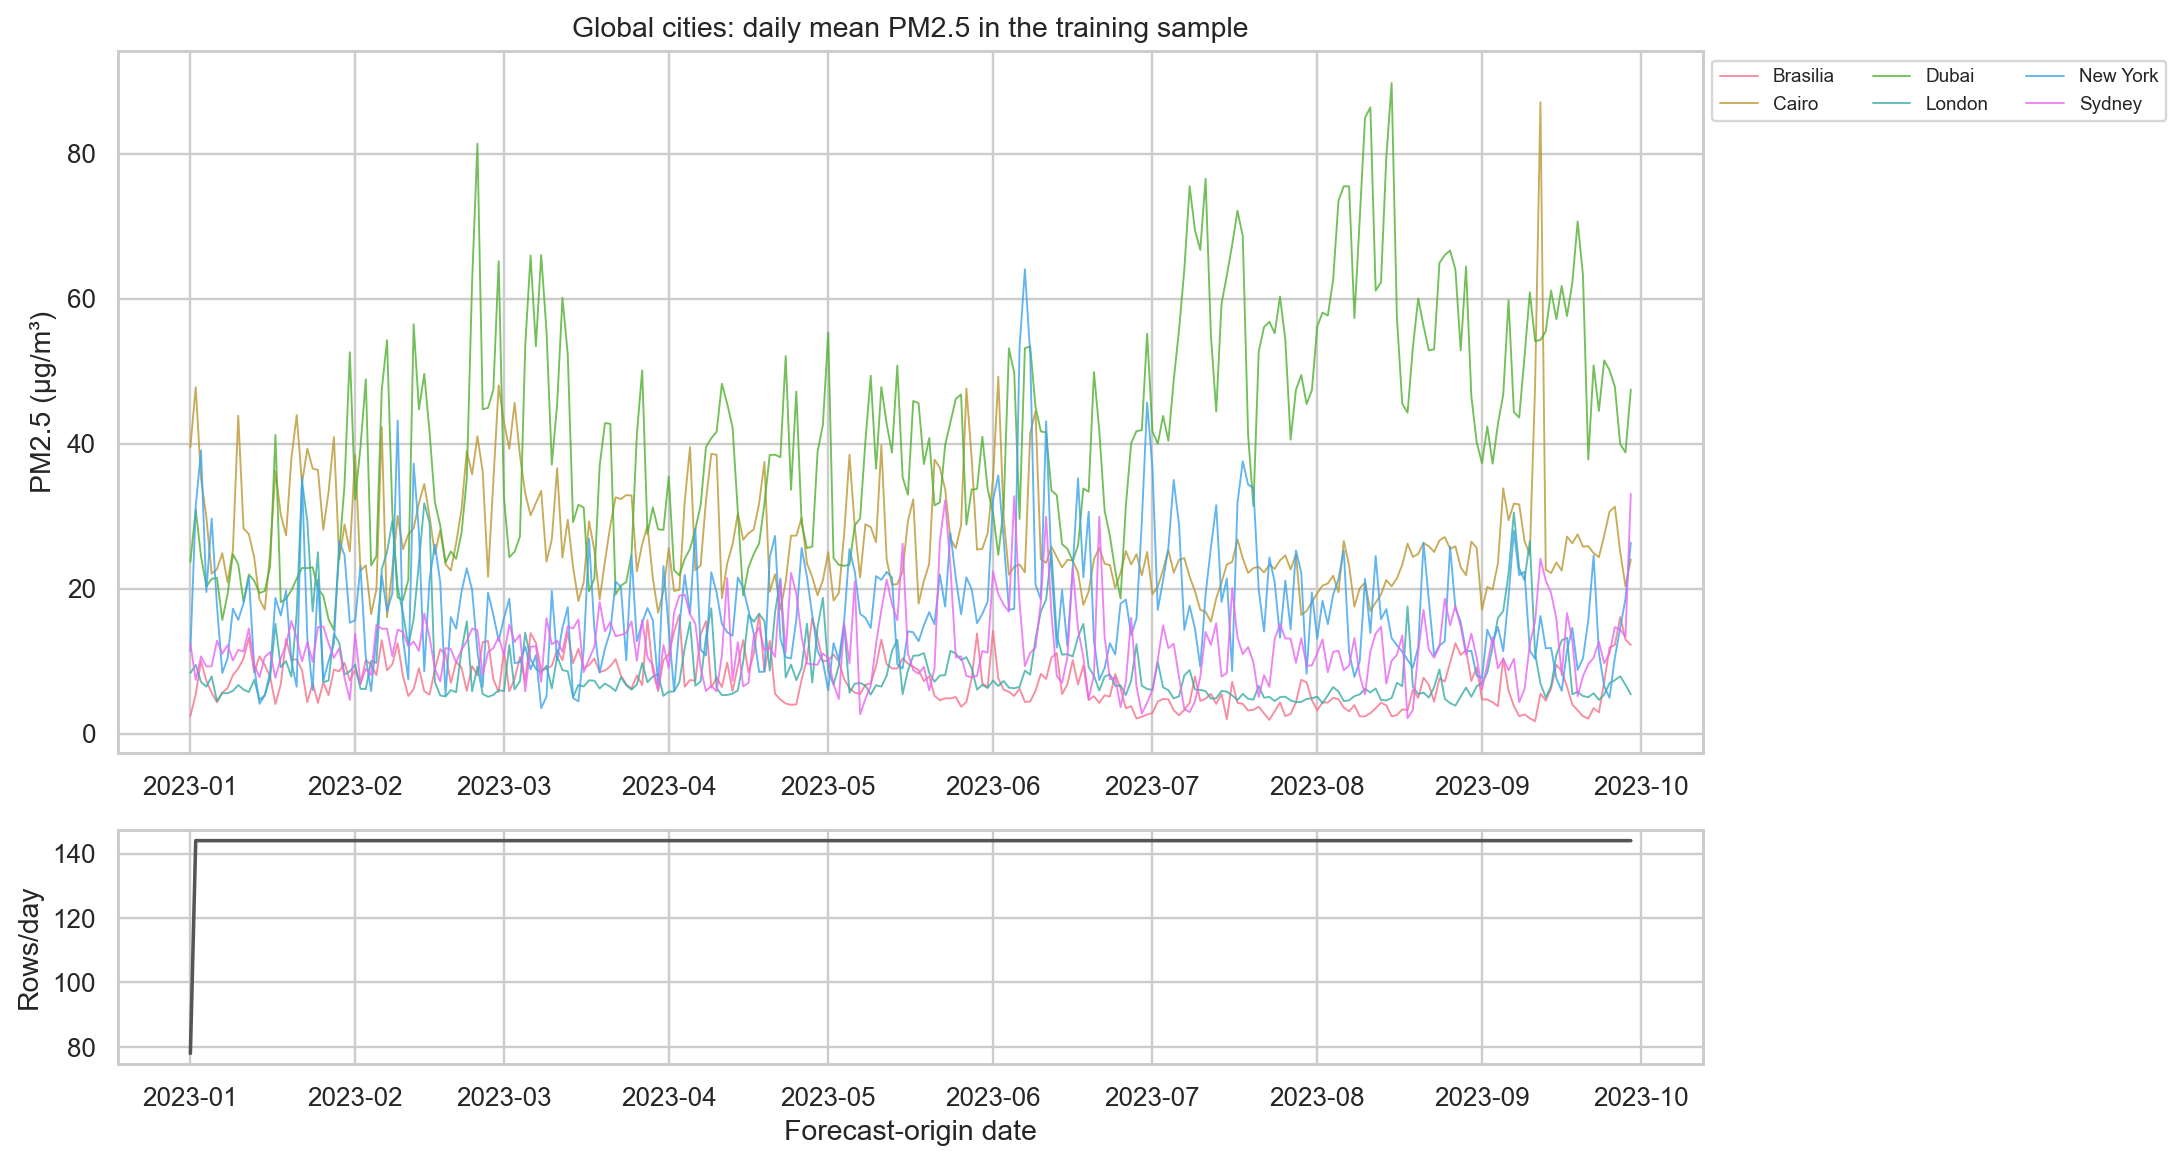 Global cities: daily mean PM2.5 in the training sample
Brasilia Dubai New York
Cairo London Sydney
PM2.5 (µg/m³)
80
60
40
20
0
2023-01 2023-02 2023-03 2023-04 2023-05 2023-06 2023-07 2023-08 2023-09 2023-10
Rows/day
140
120
100
80
2023-01 2023-02 2023-03 2023-04 2023-05 2023-06 2023-07 2023-08 2023-09 2023-10
Forecast-origin date